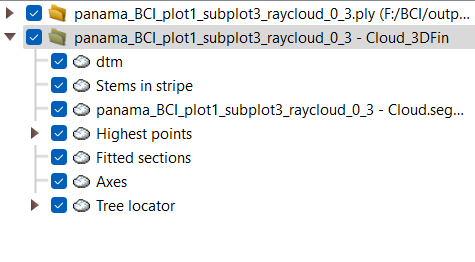 panama_BCI_plot1_subplot3_raycloud_0_3.ply (F:/BCI/outp...
panama_BCI_plot1_subplot3_raycloud_0_3 - Cloud_3DFin
dtm
Stems in stripe
panama_BCI_plot1_subplot3_raycloud_0_3 - Cloud.seg...
Highest points
Fitted sections
Axes
Tree locator